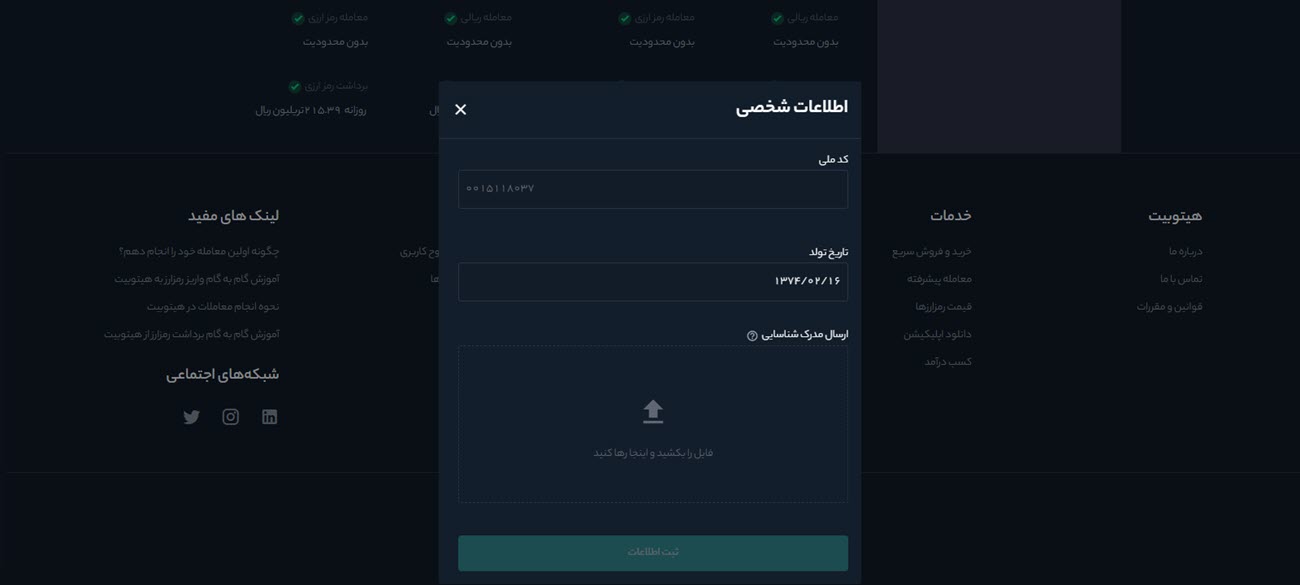 معامله ریالی
معامله رمز ارزی
معامله ریالی
معامله رمز ارزی
بدون محدودیت
بدون محدودیت
بدون محدودیت
بدون محدودیت
برداشت رمز ارزی
روزانه ۲۱۵.۳۹تریلیون ریال
اطلاعات شخصی
کد ملی
۰۰۱۵۱۱۸۰۳۷
تاریخ تولد
۱۳۷۴/۰۲/۱۶
ارسال مدرک شناسایی
فایل را بکشید و اینجا رها کنید
ثبت اطلاعات
هیتوبیت
درباره ما
تماس با ما
قوانین و مقررات
خدمات
خرید و فروش سریع
معامله پیشرفته
قیمت رمزارزها
دانلود اپلیکیشن
کسب درآمد
کاربری
ها
لینک های مفید
چگونه اولین معامله خود را انجام دهم؟
آموزش گام به گام واریز رمزارز به هیتوبیت
نحوه انجام معاملات در هیتوبیت
آموزش گام به گام برداشت رمزارز از هیتوبیت
شبکه‌های اجتماعی